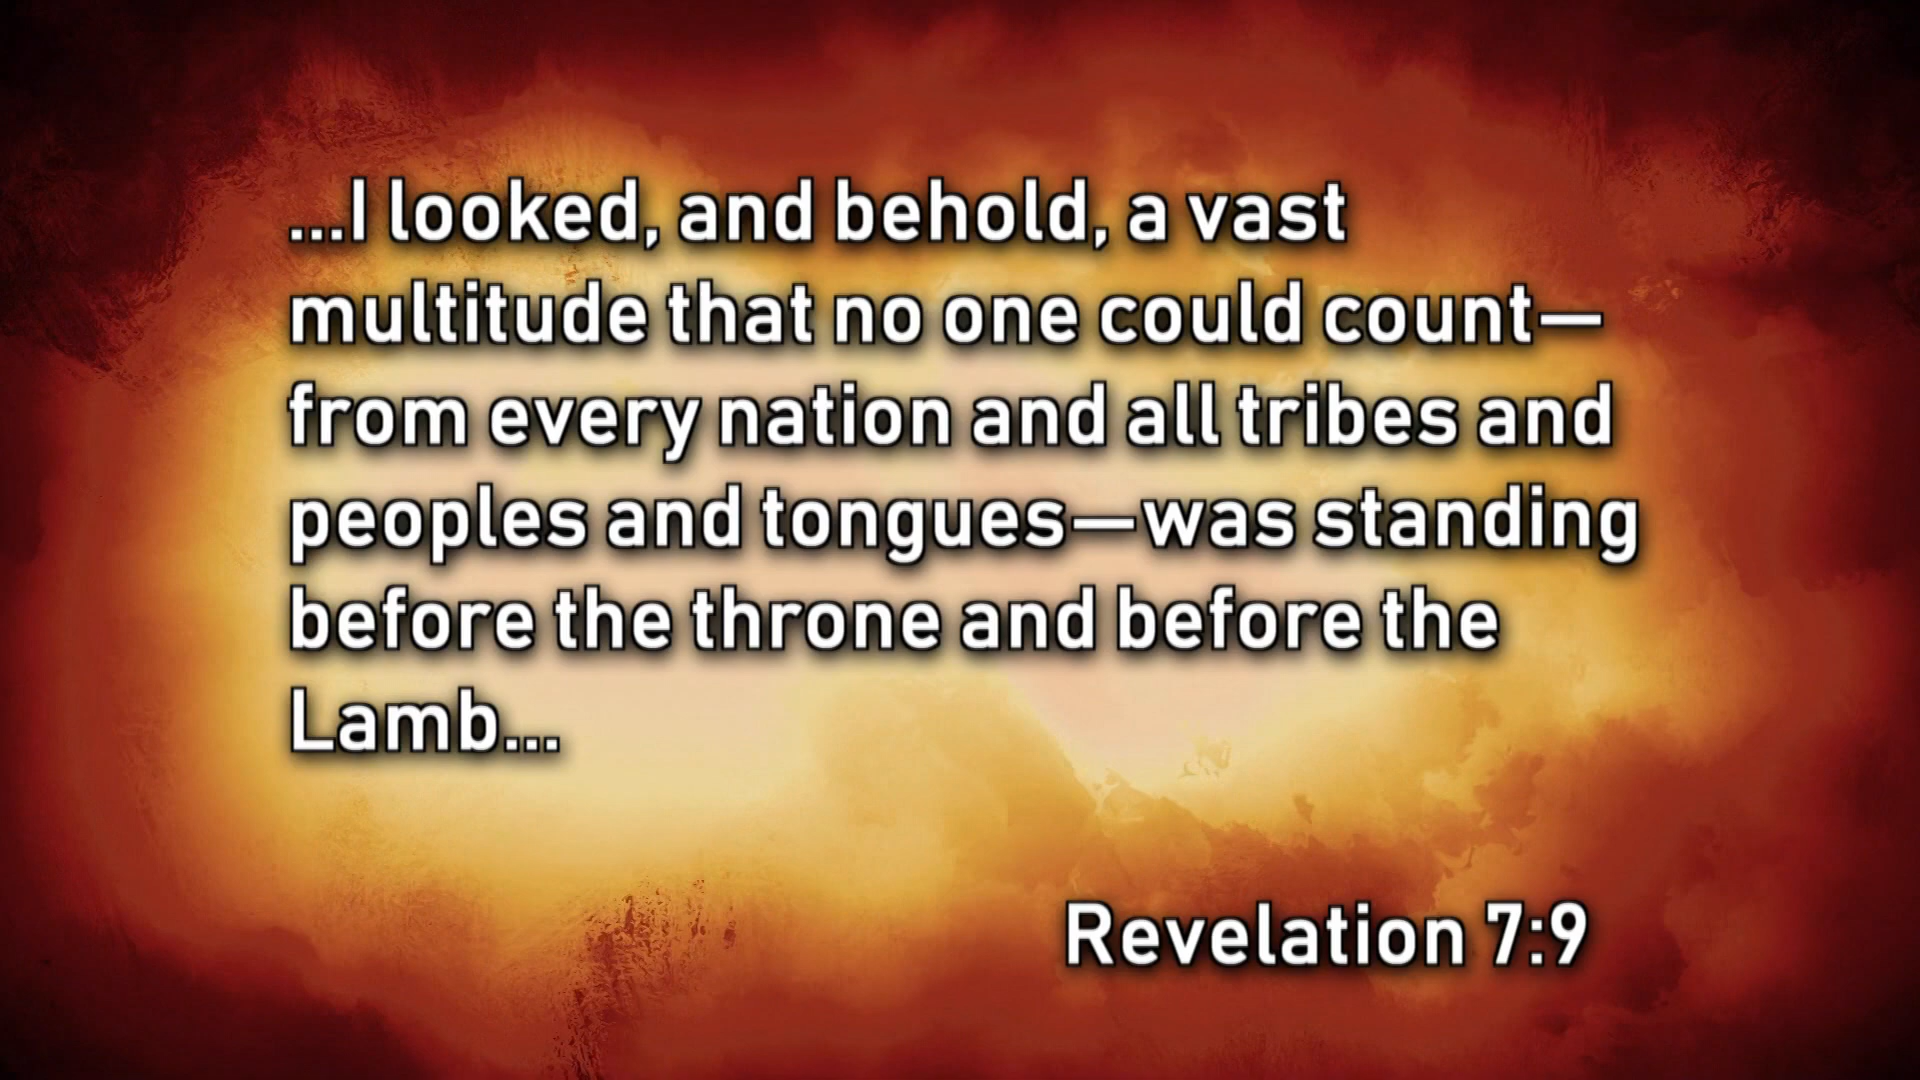 ...I looked, and behold, a vast
multitude that no one could count—
from every nation and all tribes and
peoples and tongues—was standing
before the throne and before the
Lamb...
Revelation 7:9